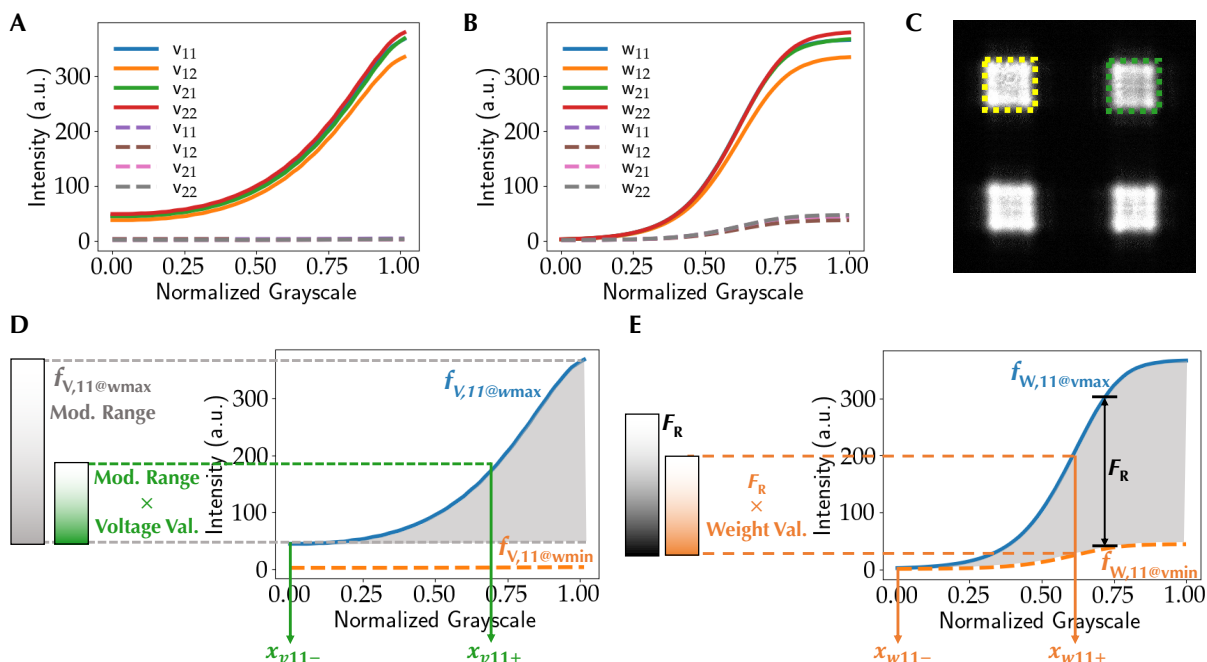 A
Intensity (a.u.)
300
200
100
0
v11
v12
v21
v22
v11
v12
v21
v22
0.00 0.25 0.50 0.75 1.00
Normalized Grayscale
B
Intensity (a.u.)
300
200
100
0
w11
w12
w21
w22
w11
w12
w21
w22
0.00 0.25 0.50 0.75 1.00
Normalized Grayscale
C
D
fV,11@wmax
Mod. Range
Mod. Range
×
Voltage Val.
Intensity (a.u.)
300
200
100
0
fV,11@wmax
fV,11@wmin
0.00 0.25 0.50 0.75 1.00
Normalized Grayscale
xv11− xv11+
E
FR
FR
×
Weight Val.
Intensity (a.u.)
300
200
100
0
fW,11@vmax
FR
fW,11@vmin
0.00 0.25 0.50 0.75 1.00
Normalized Grayscale
xw11− xw11+